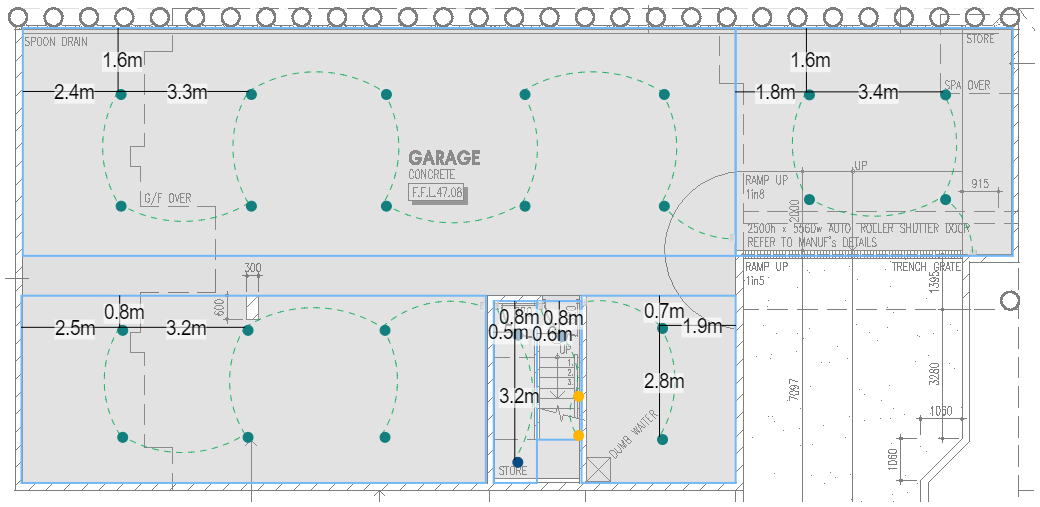 SPOON DRAIN
STORE
1.6m
1.6m
2.4m
3.3m
1.8m
3.4m
SPA OVER
GARAGE
CONCRETE
F.F.L.47.08
UP
RAMP UP
1in8
915
G/F OVER
2000
2500h x 5560w AUTO ROLLER SHUTTER DOOR
REFER TO MANUF's DETAILS
RAMP UP
1in5
TRENCH GRATE
1395
300
600
0.8m
0.8m
0.8m
0.7m
2.5m
3.2m
0.5m
0.6m
1.9m
UP
1.
2.
3.
3.2m
2.8m
7097
3280
1050
DUMB WAITER
1060
STORE